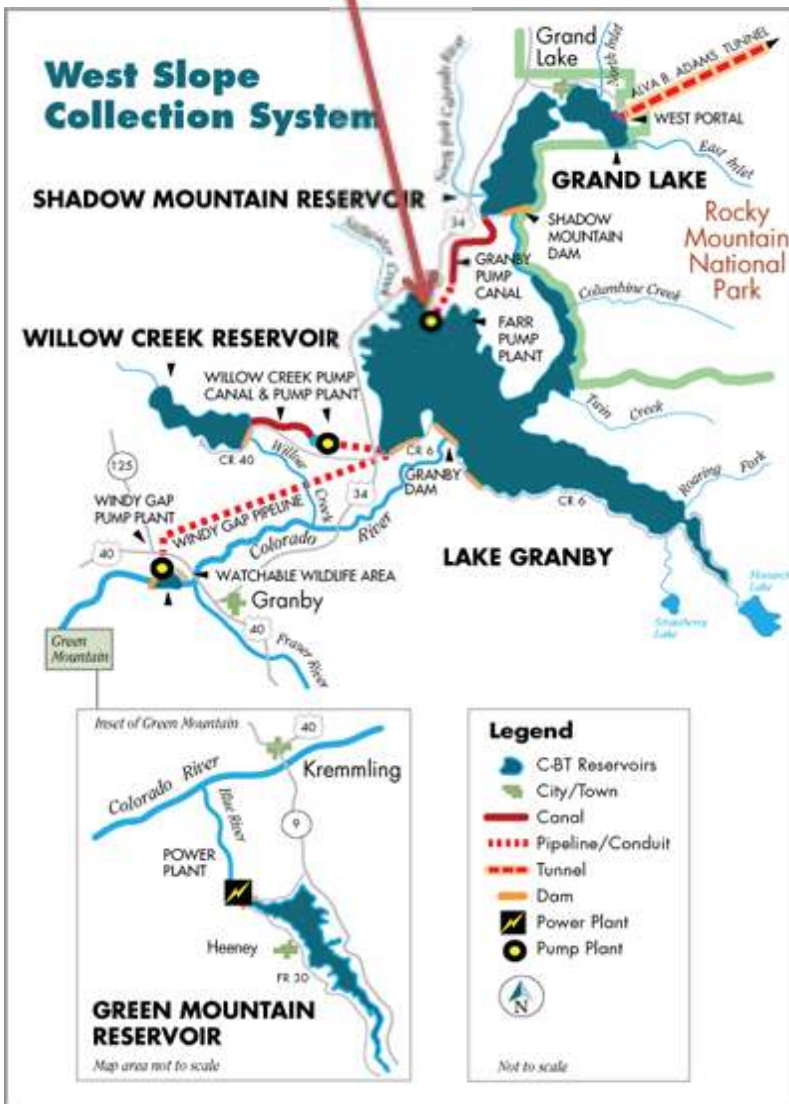 West Slope
Collection System
Grand
Lake
North Inlet
ALVA B. ADAMS TUNNEL
WEST PORTAL
East Inlet
North Fork Colorado River
GRAND LAKE
SHADOW MOUNTAIN RESERVOIR
34
SHADOW
MOUNTAIN
DAM
Rocky
Mountain
National
Park
GRANBY
PUMP
CANAL
Stillwater Creek
Columbine Creek
FARR
PUMP
PLANT
WILLOW CREEK RESERVOIR
WILLOW CREEK PUMP
CANAL & PUMP PLANT
Twin Creek
CR 40
Willow
Creek
CR 6
GRANBY
DAM
125
34
Roaring Fork
CR 6
WINDY GAP
PUMP PLANT
WINDY GAP PIPELINE
Colorado River
LAKE GRANBY
40
WATCHABLE WILDLIFE AREA
Granby
Monarch
Lake
Strawberry
Lake
40
Fraser River
Green
Mountain
Inset of Green Mountain
40
Kremmling
Colorado River
Blue River
9
POWER
PLANT
Heeney
FR 30
GREEN MOUNTAIN
RESERVOIR
Map area not to scale
Legend
C-BT Reservoirs
City/Town
Canal
Pipeline/Conduit
Tunnel
Dam
Power Plant
Pump Plant
N
Not to scale